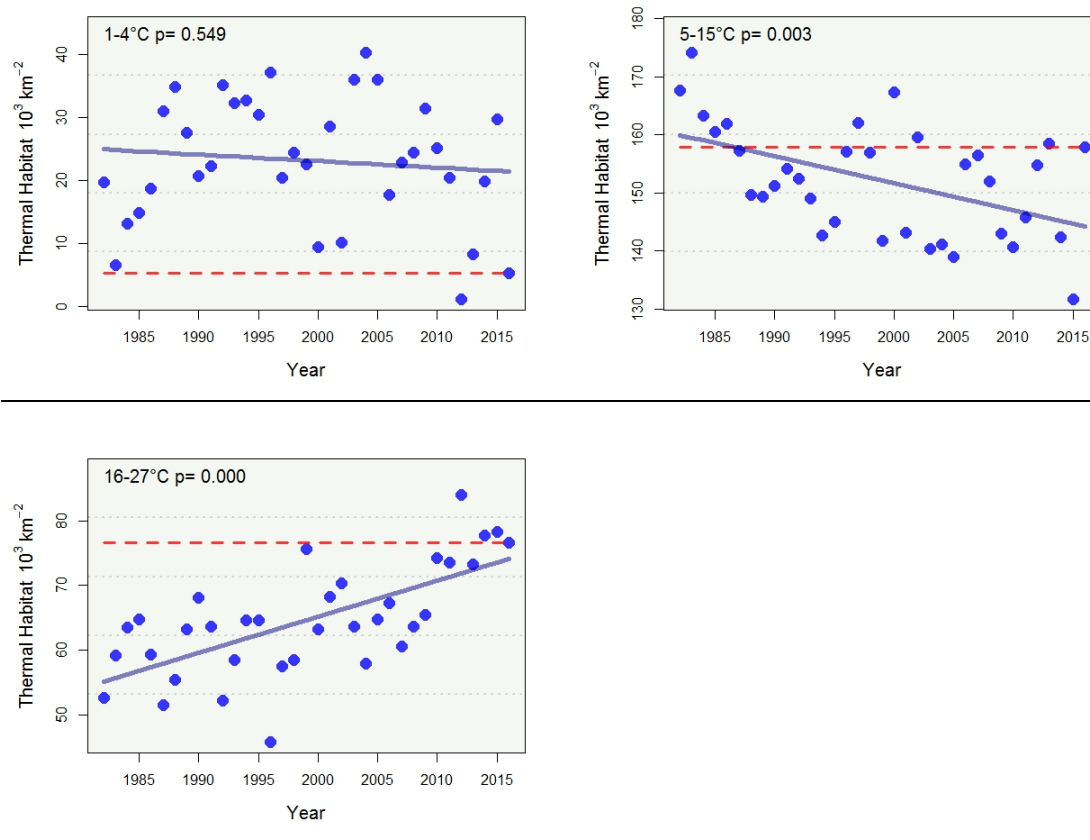 1-4°C p= 0.549
Thermal Habitat 10³ km⁻²
40
30
20
10
0
1985 1990 1995 2000 2005 2010 2015
Year
5-15°C p= 0.003
Thermal Habitat 10³ km⁻²
180
170
160
150
140
130
1985 1990 1995 2000 2005 2010 2015
Year
16-27°C p= 0.000
Thermal Habitat 10³ km⁻²
80
70
60
50
1985 1990 1995 2000 2005 2010 2015
Year